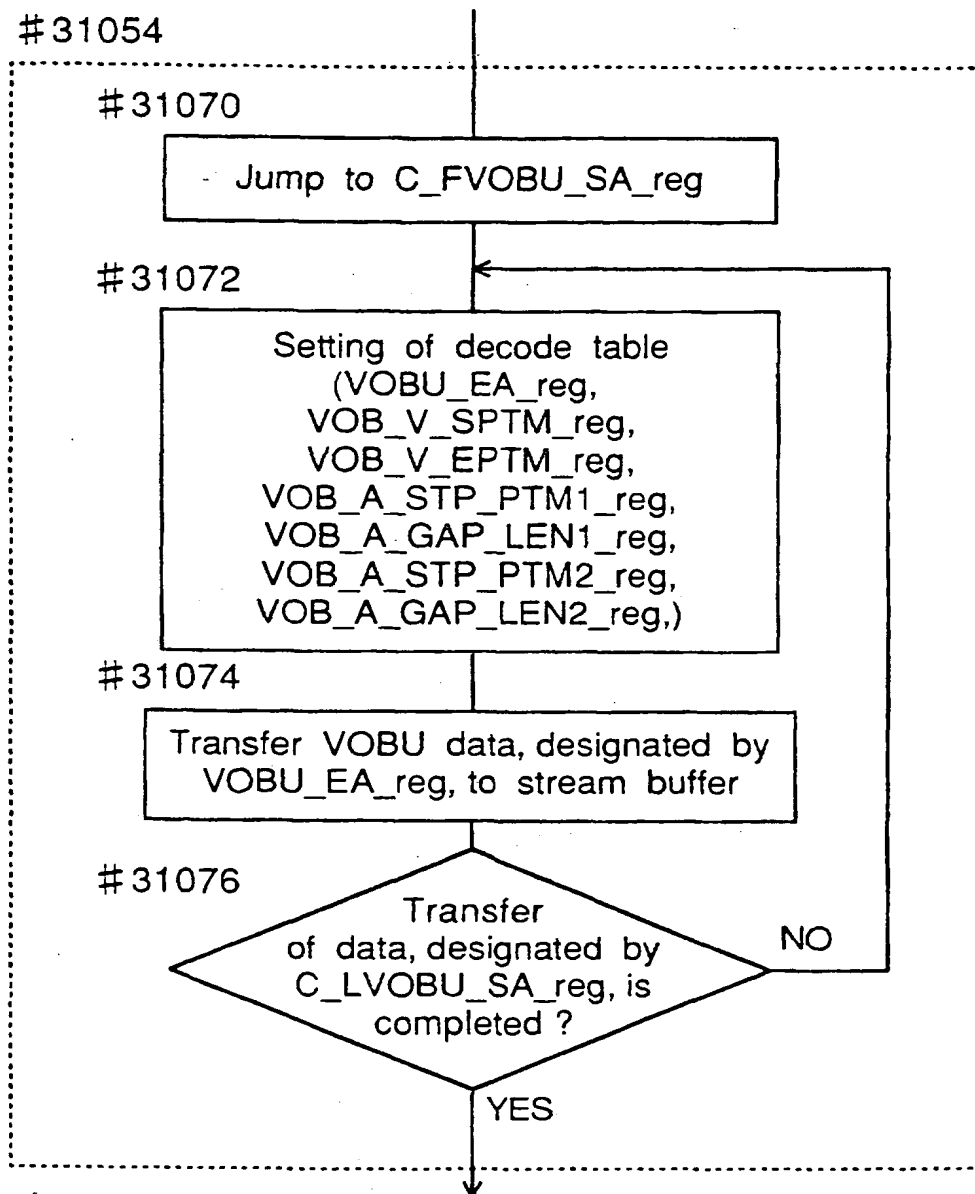 #31054
#31070
Jump to C_FVOBU_SA_reg
#31072
Setting of decode table
(VOBU_EA_reg,
VOB_V_SPTM_reg,
VOB_V_EPTM_reg,
VOB_A_STP_PTM1_reg,
VOB_A_GAP_LEN1_reg,
VOB_A_STP_PTM2_reg,
VOB_A_GAP_LEN2_reg,)
#31074
Transfer VOBU data, designated by
VOBU_EA_reg, to stream buffer
#31076
Transfer
of data, designated by
C_LVOBU_SA_reg, is
completed ?
NO
YES